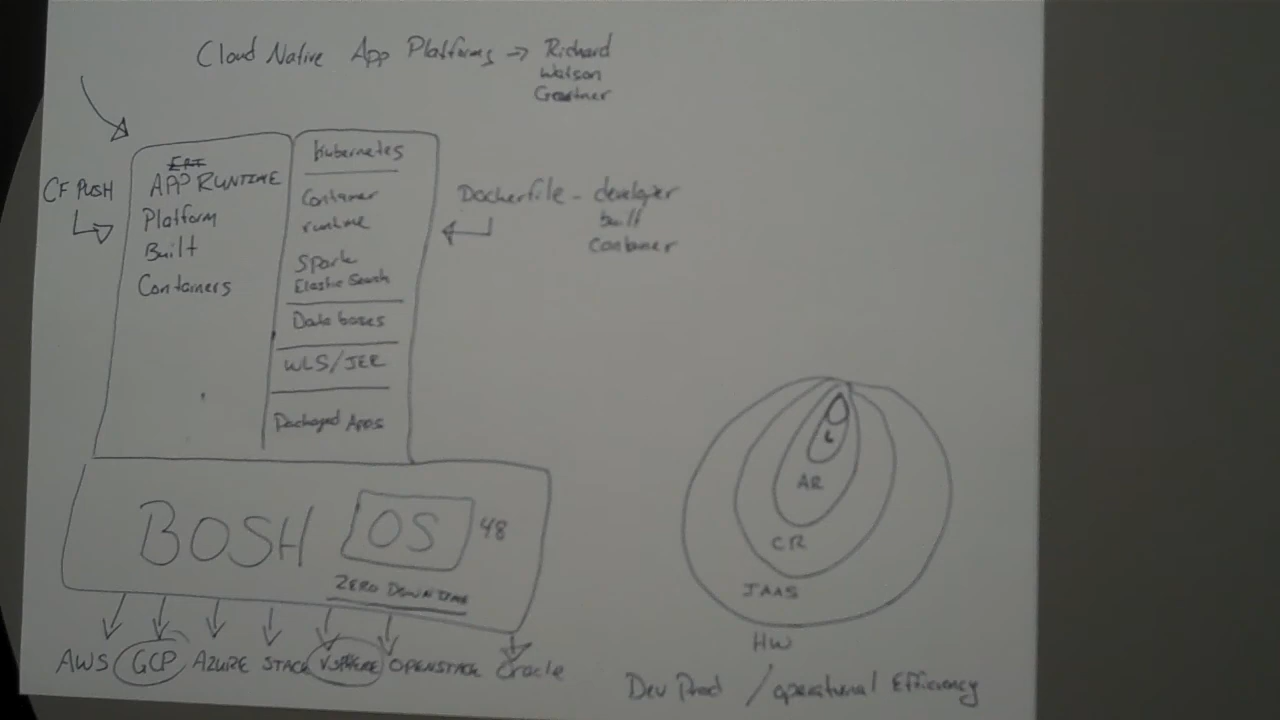 Cloud Native App Platforms → Richard
Watson
Gartner
CF PUSH
ERT
APP RUNTIME
Platform
Built
Containers
Kubernetes
Container
runtime
Spark
Elastic Search
Data bases
WLS/JEE
Packaged Apps
Dockerfile - developer
built
container
BOSH
OS
48
ZERO DOWNTIME
AWS GCP AZURE STACK VSPHERE OPENSTACK Oracle
L
AR
CR
IAAS
HW
Dev Prod / operational Efficiency